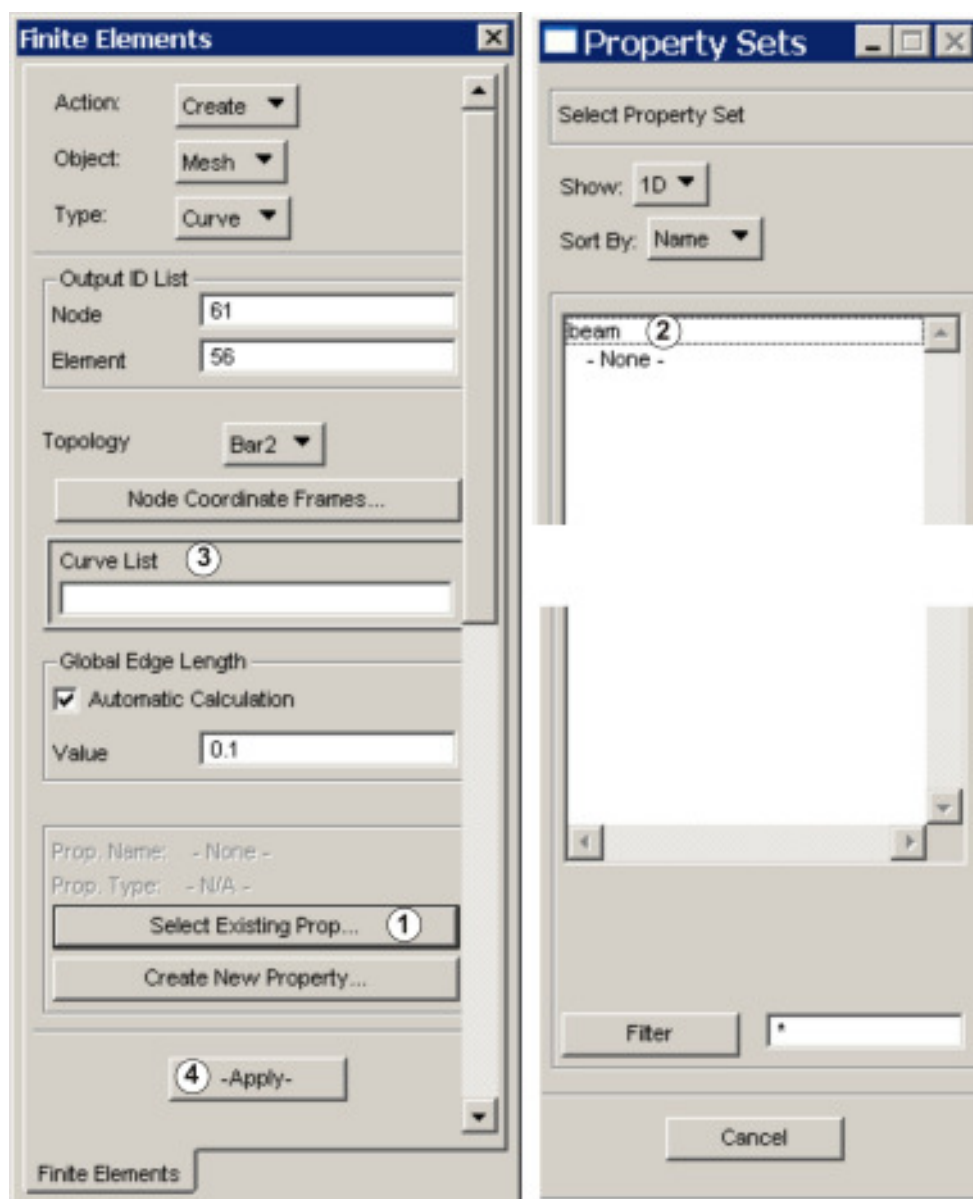 Finite Elements
Action: Create
Object: Mesh
Type: Curve
Output ID List
Node 61
Element 56
Topology Bar2
Node Coordinate Frames...
Curve List 3
Global Edge Length
Automatic Calculation
Value 0.1
Prop. Name: - None -
Prop. Type: - N/A -
Select Existing Prop... 1
Create New Property...
4 -Apply-
Finite Elements
Property Sets
Select Property Set
Show: 1D
Sort By: Name
beam 2
- None -
Filter *
Cancel